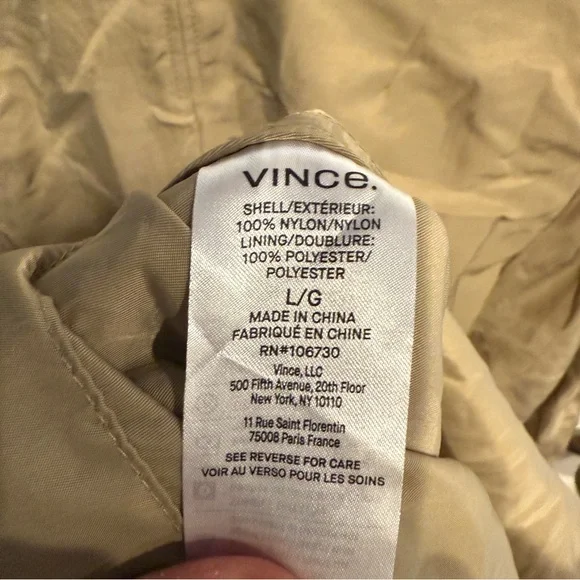 VINCe.
SHELL/EXTÉRIEUR:
100% NYLON/NYLON
LINING/DOUBLURE:
100% POLYESTER/
POLYESTER
L/G
MADE IN CHINA
FABRIQUÉ EN CHINE
RN#106730
Vince, LLC
500 Fifth Avenue, 20th Floor
New York, NY 10110
11 Rue Saint Florentin
75008 Paris France
SEE REVERSE FOR CARE
VOIR AU VERSO POUR LES SOINS